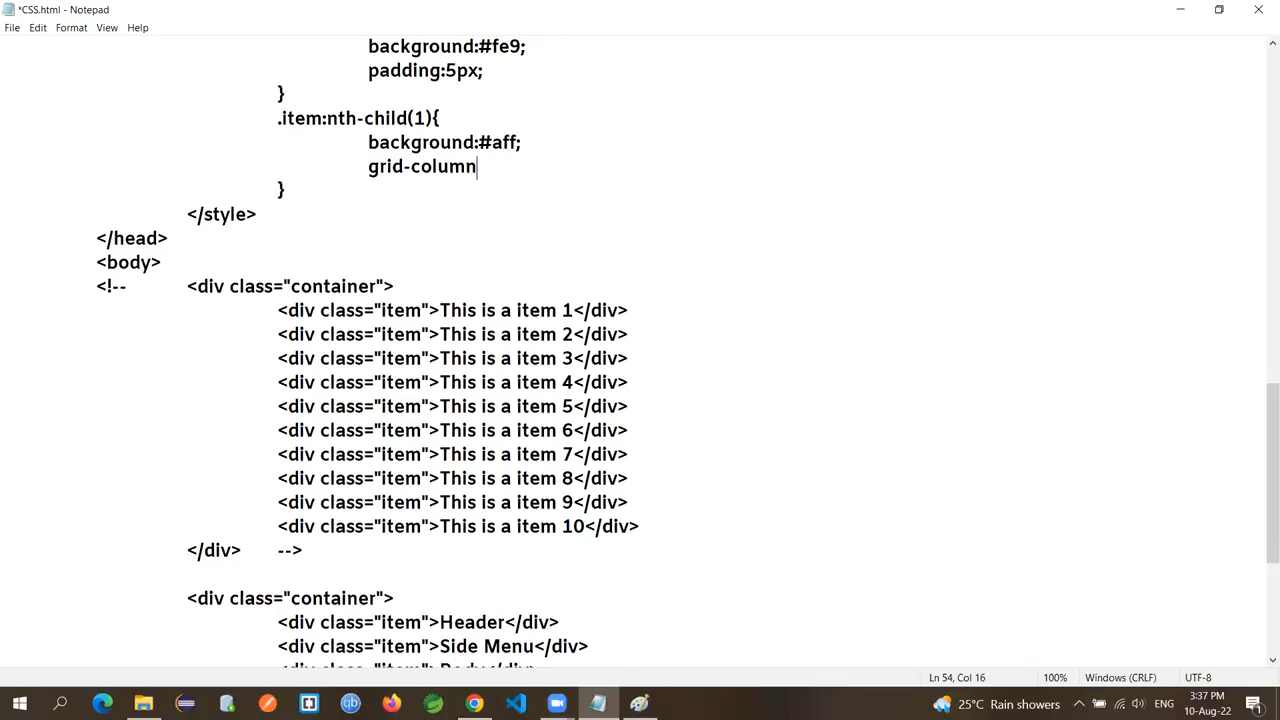 *CSS.html - Notepad
File Edit Format View Help
background:#fe9;
padding:5px;
}
.item:nth-child(1){
background:#aff;
grid-column
}
</style>
</head>
<body>
<!-- <div class="container">
<div class="item">This is a item 1</div>
<div class="item">This is a item 2</div>
<div class="item">This is a item 3</div>
<div class="item">This is a item 4</div>
<div class="item">This is a item 5</div>
<div class="item">This is a item 6</div>
<div class="item">This is a item 7</div>
<div class="item">This is a item 8</div>
<div class="item">This is a item 9</div>
<div class="item">This is a item 10</div>
</div> -->
<div class="container">
<div class="item">Header</div>
<div class="item">Side Menu</div>
Ln 54, Col 16 100% Windows (CRLF) UTF-8
25°C Rain showers ENG 3:37 PM
10-Aug-22